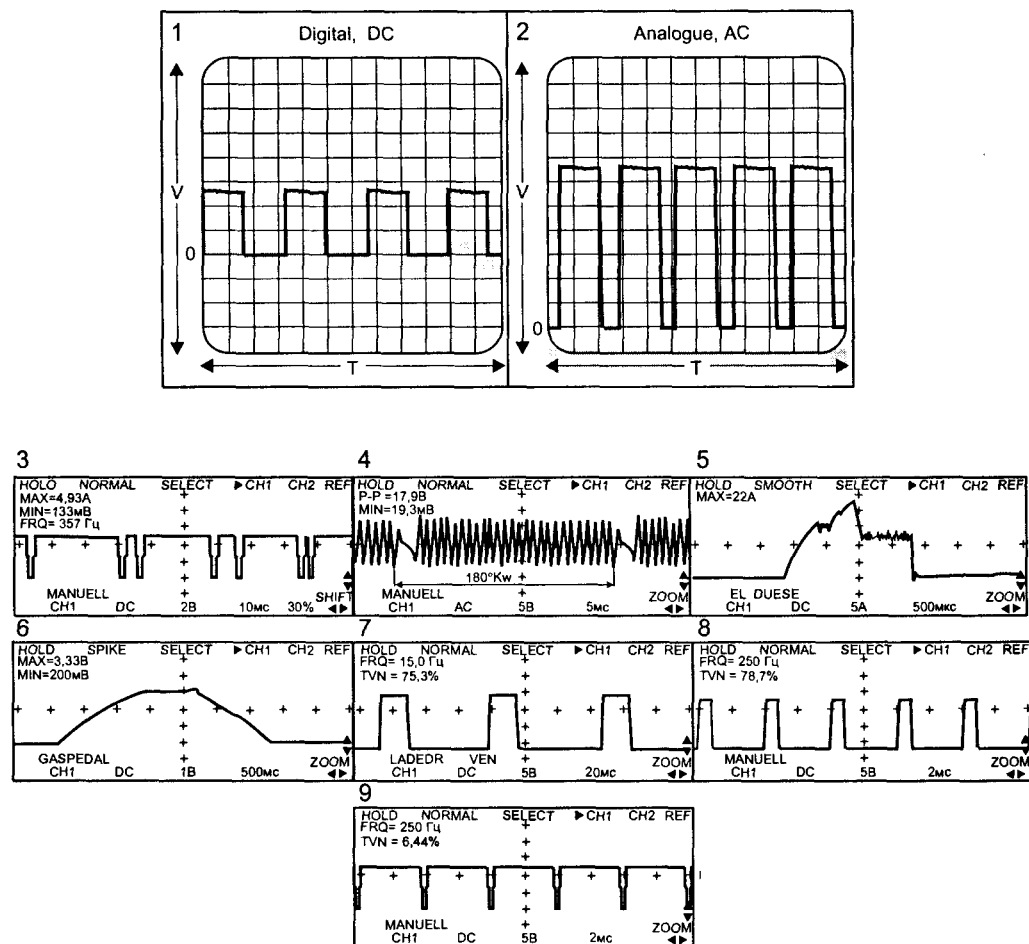 1 Digital, DC
V
0
T
2 Analogue, AC
V
0
T
3
HOLO NORMAL SELECT ►CH1 CH2 REF
MAX=4,93A
MIN=133мВ
FRQ= 357 Гц
SHIFT
MANUELL
CH1 DC 2В 10мс 30% ◄►
4
HOLD NORMAL SELECT ►CH1 CH2 REF
P-P =17,9В
MIN=19,3мВ
180°Kw
ZOOM
MANUELL
CH1 AC 5В 5мс ◄►
5
HOLD SMOOTH SELECT ►CH1 CH2 REF
MAX=22A
ZOOM
EL DUESE
CH1 DC 5A 500мкс ◄►
6
HOLD SPIKE SELECT ►CH1 CH2 REF
MAX=3,33В
MIN=200мВ
ZOOM
GASPEDAL
CH1 DC 1В 500мс ◄►
7
HOLD NORMAL SELECT ►CH1 CH2 REF
FRQ= 15,0 Гц
TVN = 75,3%
ZOOM
LADEDR VEN
CH1 DC 5В 20мс ◄►
8
HOLD NORMAL SELECT ►CH1 CH2 REF
FRQ= 250 Гц
TVN = 78,7%
ZOOM
MANUELL
CH1 DC 5В 2мс ◄►
9
HOLD NORMAL SELECT ►CH1 CH2 REF
FRQ= 250 Гц
TVN = 6,44%
ZOOM
MANUELL
CH1 DC 5В 2мс ◄►